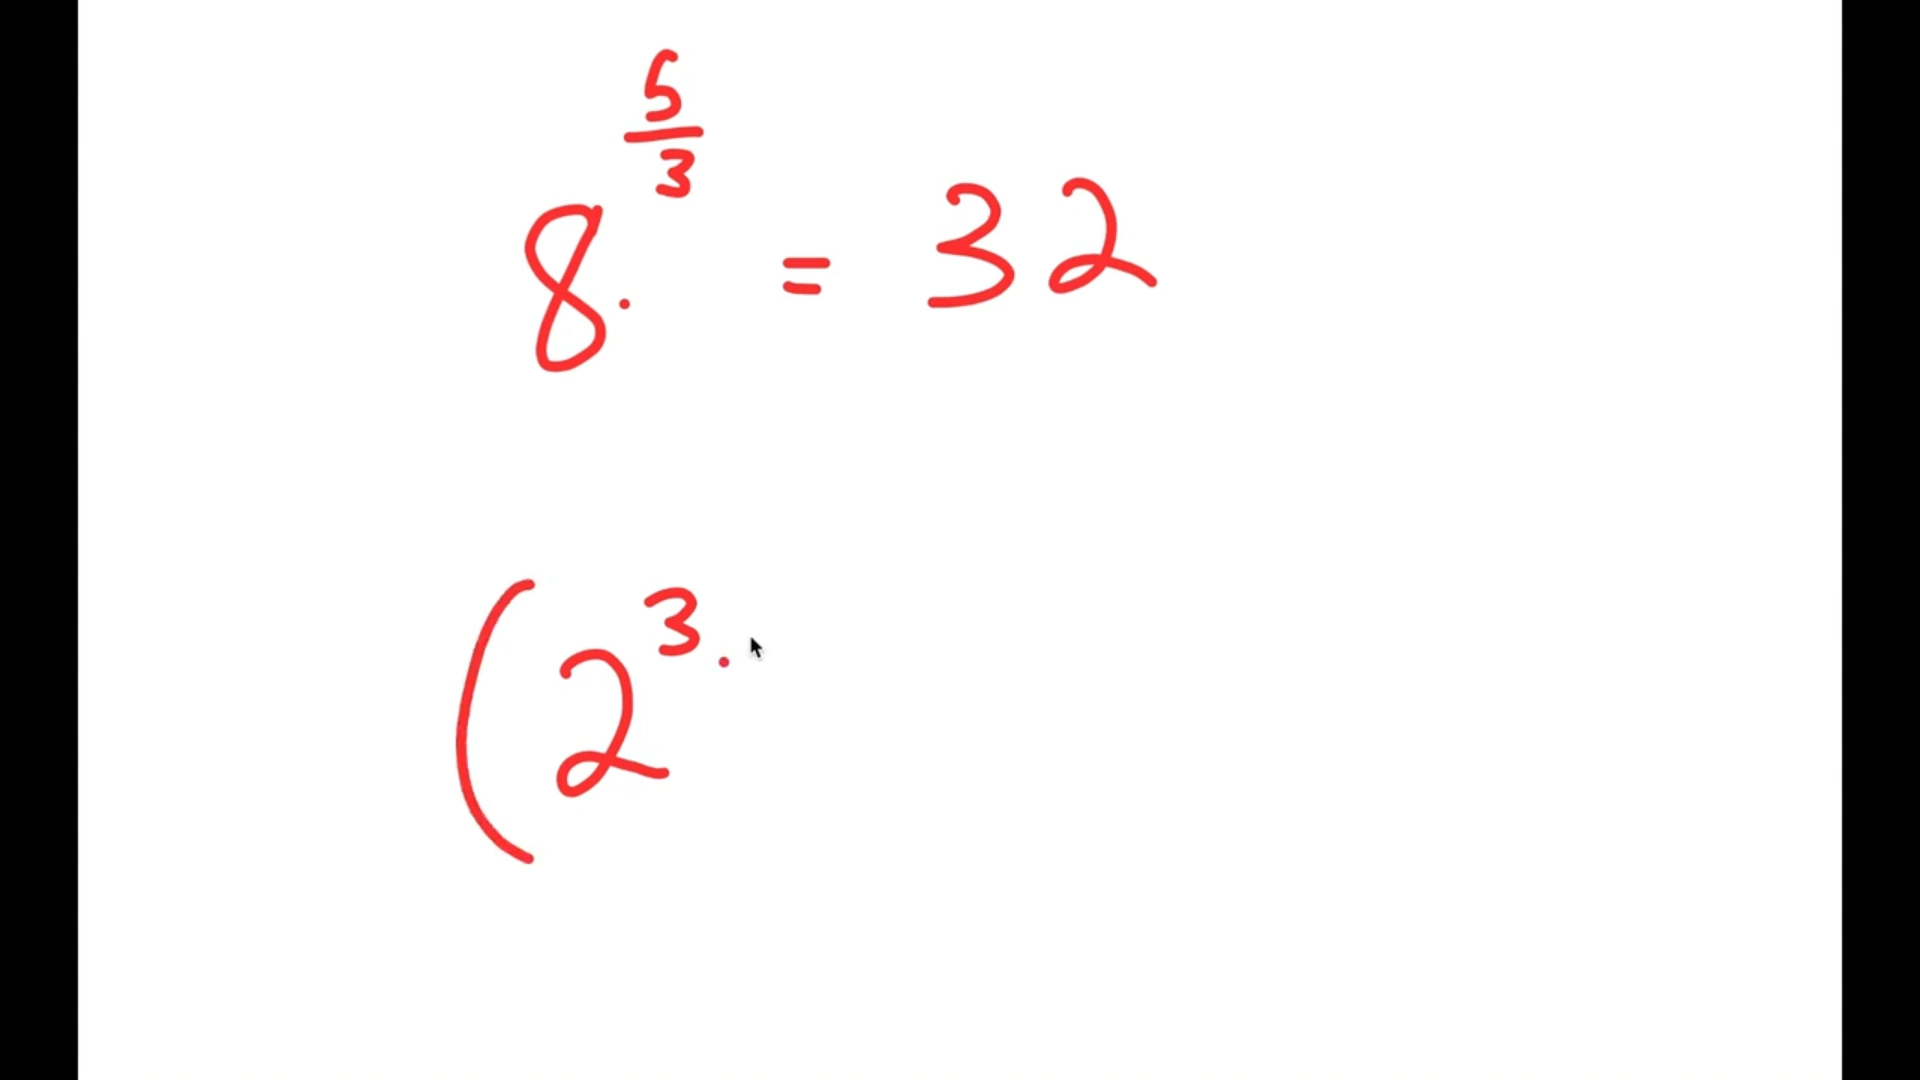 8.^{5/3} = 32
(2^{3.}